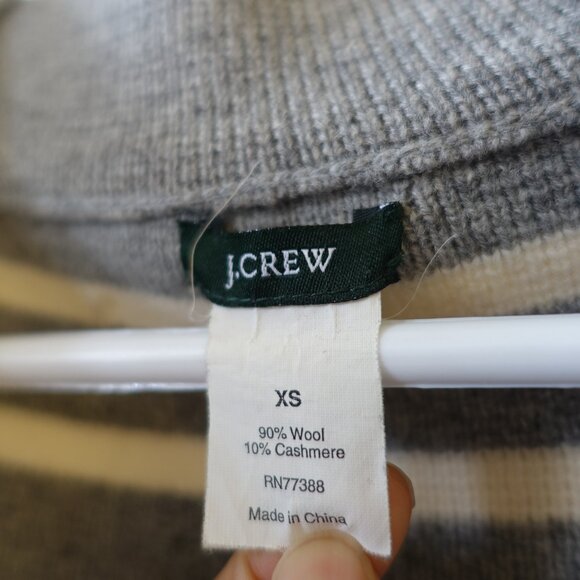 J.CREW
XS
90% Wool
10% Cashmere
RN77388
Made in China